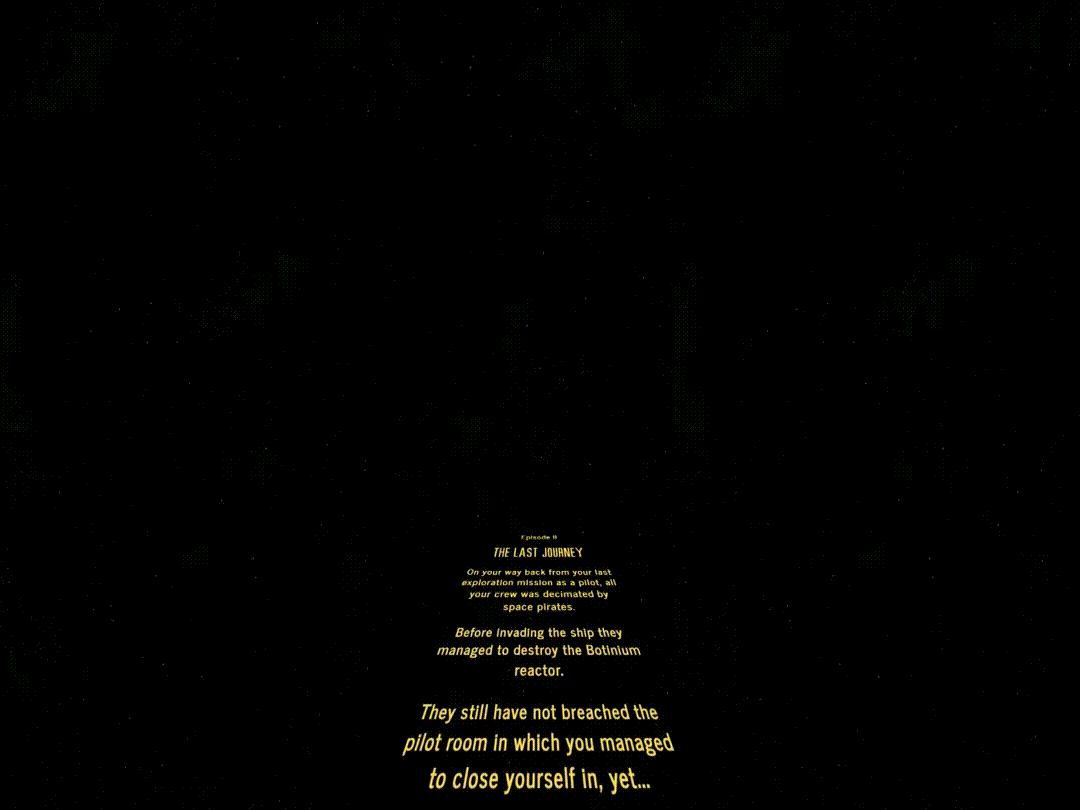 Episode II
THE LAST JOURNEY
On your way back from your last
exploration mission as a pilot, all
your crew was decimated by
space pirates.
Before invading the ship they
managed to destroy the Botinium
reactor.
They still have not breached the
pilot room in which you managed
to close yourself in, yet...